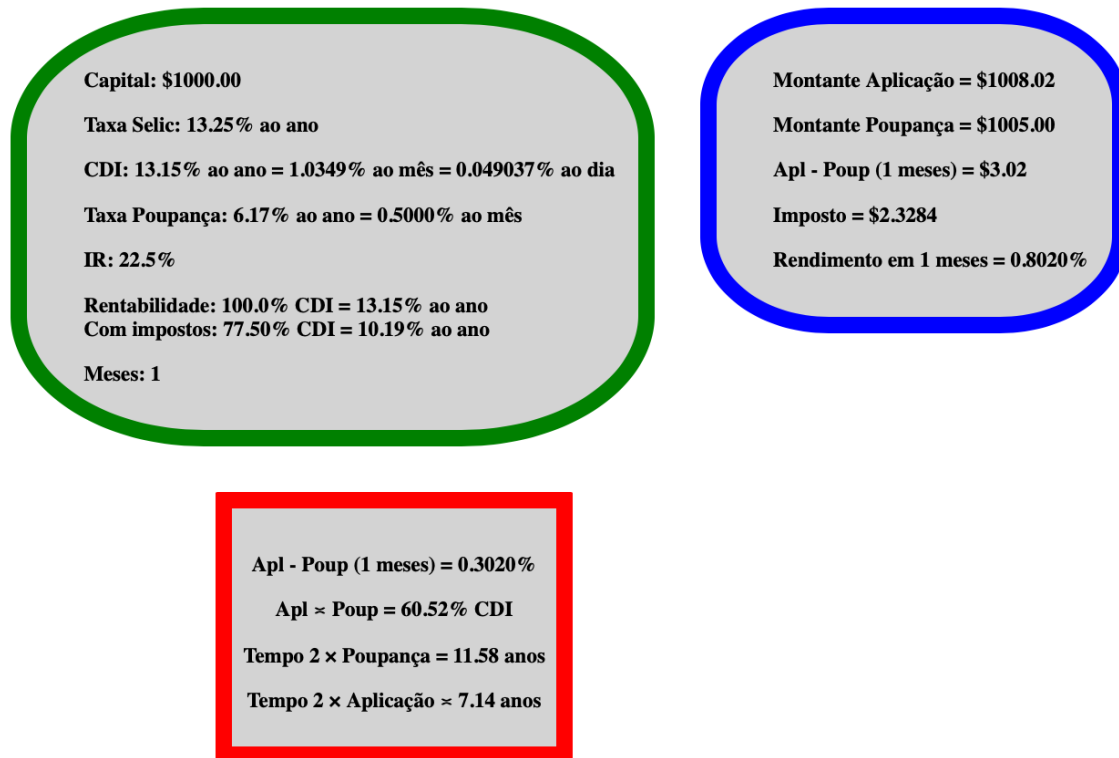 Capital: $1000.00
Taxa Selic: 13.25% ao ano
CDI: 13.15% ao ano = 1.0349% ao mês = 0.049037% ao dia
Taxa Poupança: 6.17% ao ano = 0.5000% ao mês
IR: 22.5%
Rentabilidade: 100.0% CDI = 13.15% ao ano
Com impostos: 77.50% CDI = 10.19% ao ano
Meses: 1
Montante Aplicação = $1008.02
Montante Poupança = $1005.00
Apl - Poup (1 meses) = $3.02
Imposto = $2.3284
Rendimento em 1 meses = 0.8020%
Apl - Poup (1 meses) = 0.3020%
Apl ≍ Poup = 60.52% CDI
Tempo 2 × Poupança = 11.58 anos
Tempo 2 × Aplicação ≍ 7.14 anos